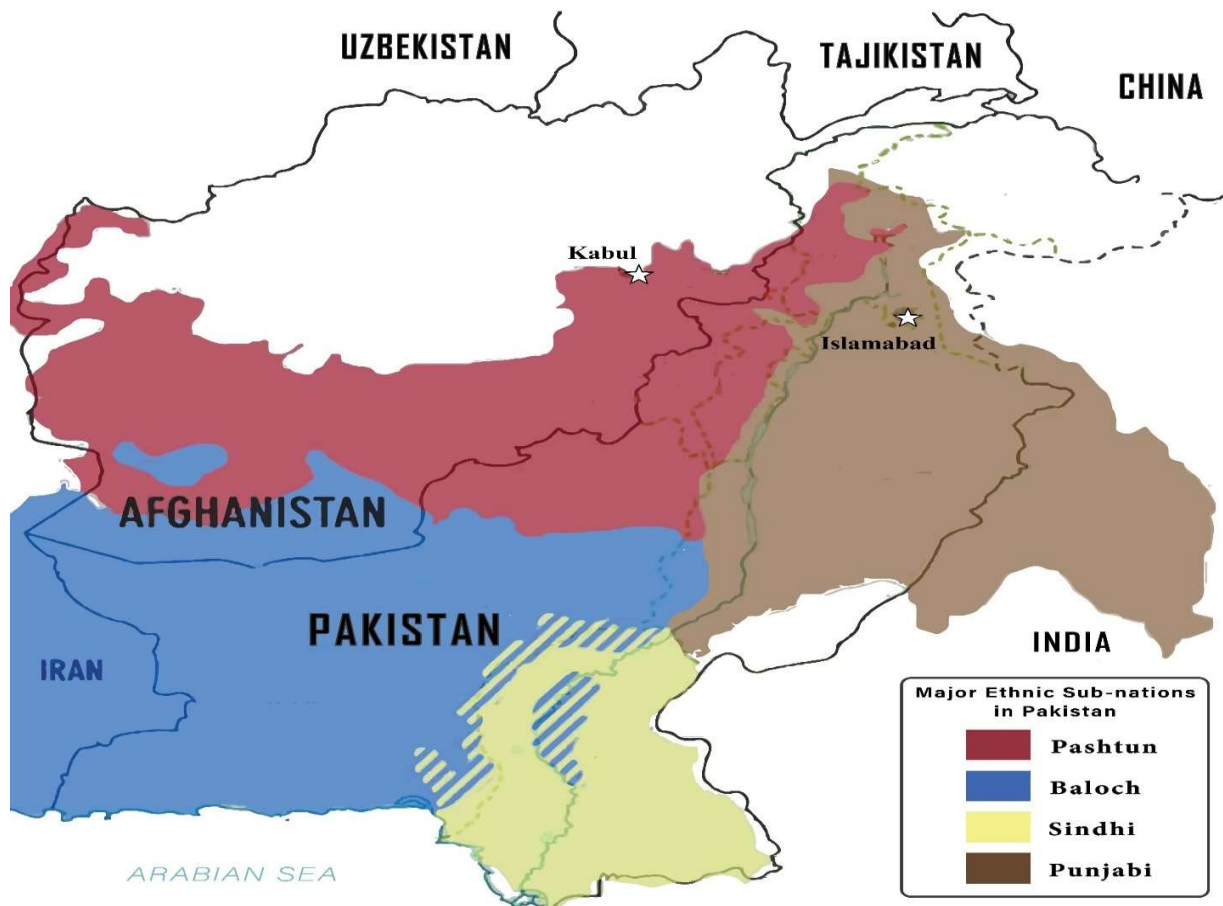 UZBEKISTAN
TAJIKISTAN
CHINA
Kabul
Islamabad
AFGHANISTAN
PAKISTAN
IRAN
INDIA
ARABIAN SEA
Major Ethnic Sub-nations
in Pakistan
Pashtun
Baloch
Sindhi
Punjabi